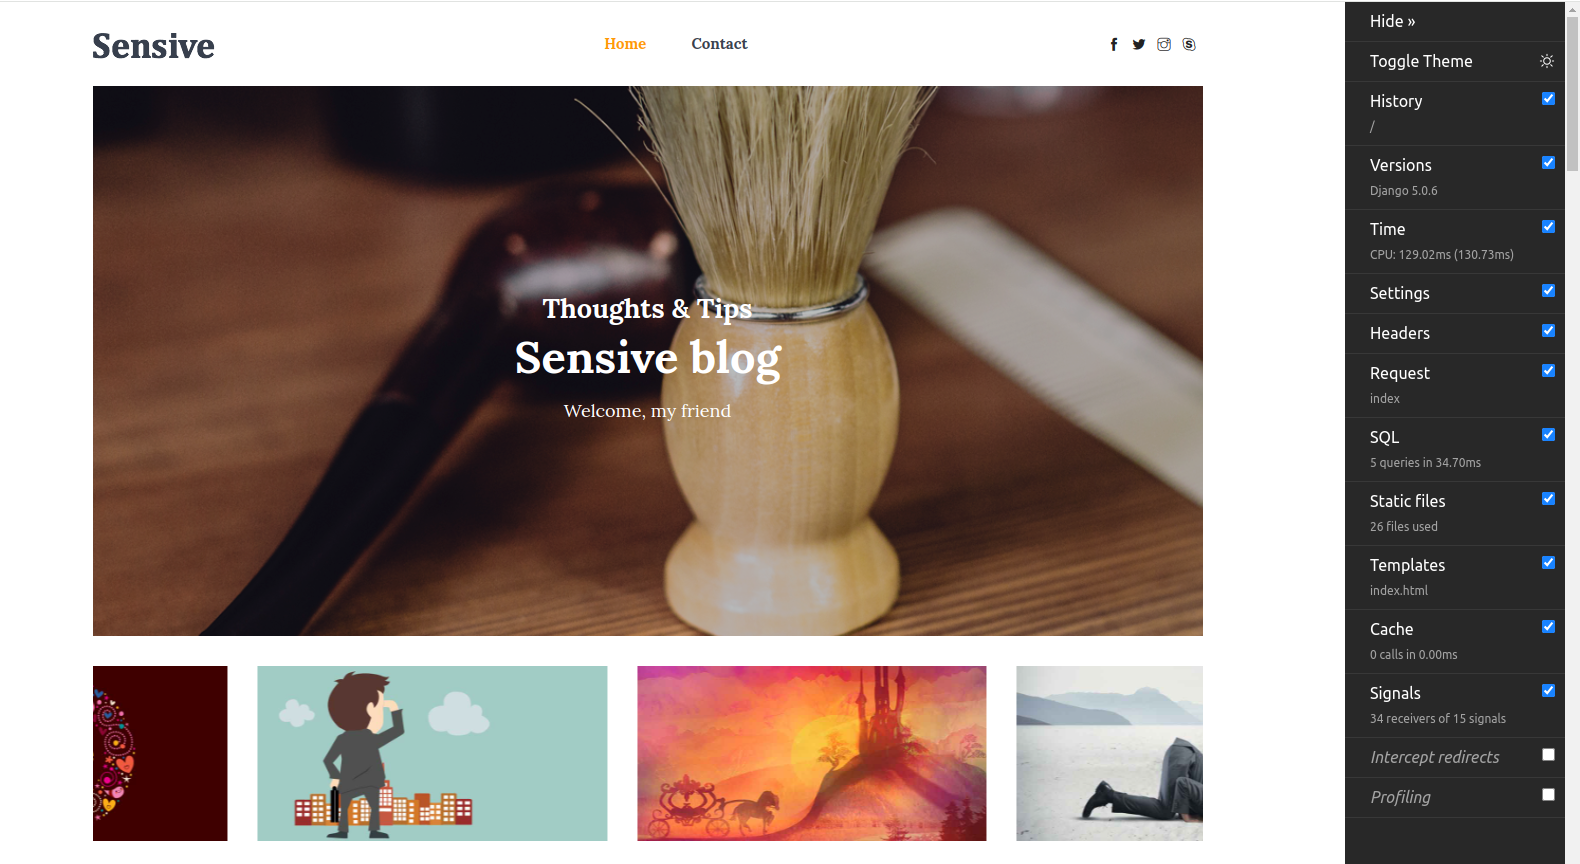 Sensive
Home
Contact
Thoughts & Tips
Sensive blog
Welcome, my friend
Hide »
Toggle Theme
History
/
Versions
Django 5.0.6
Time
CPU: 129.02ms (130.73ms)
Settings
Headers
Request
index
SQL
5 queries in 34.70ms
Static files
26 files used
Templates
index.html
Cache
0 calls in 0.00ms
Signals
34 receivers of 15 signals
Intercept redirects
Profiling